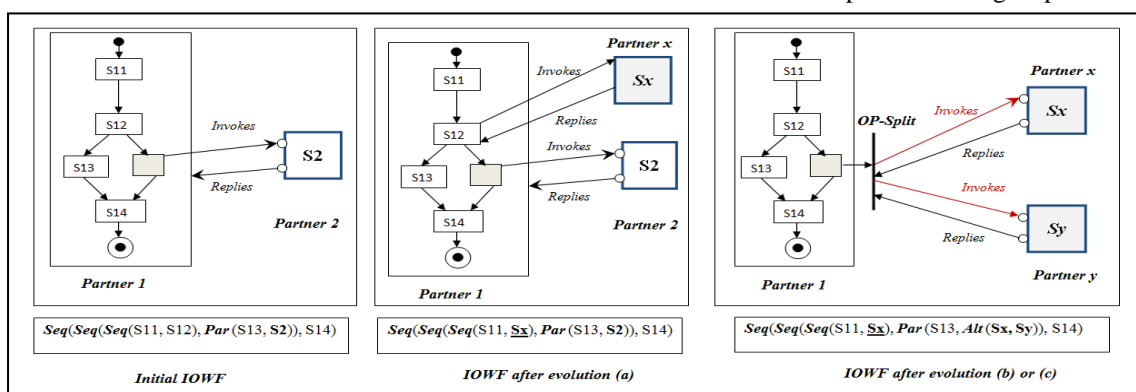 S11
S12
S13
S14
Invokes
Replies
S2
Partner 2
Partner 1
Seq(Seq(Seq(S11, S12), Par (S13, S2)), S14)
Initial IOWF
Partner x
S11
Invokes
Sx
Replies
S12
Invokes
S13
S2
Replies
S14
Partner 2
Partner 1
Seq(Seq(Seq(S11, Sx), Par(S13, S2)), S14)
IOWF after evolution (a)
Partner x
S11
OP-Split
Invokes
Sx
S12
Replies
S13
Invokes
S14
Replies
Sy
Partner 1
Partner y
Seq(Seq(Seq(S11, Sx), Par(S13, Alt(Sx, Sy)), S14)
IOWF after evolution (b) or (c)